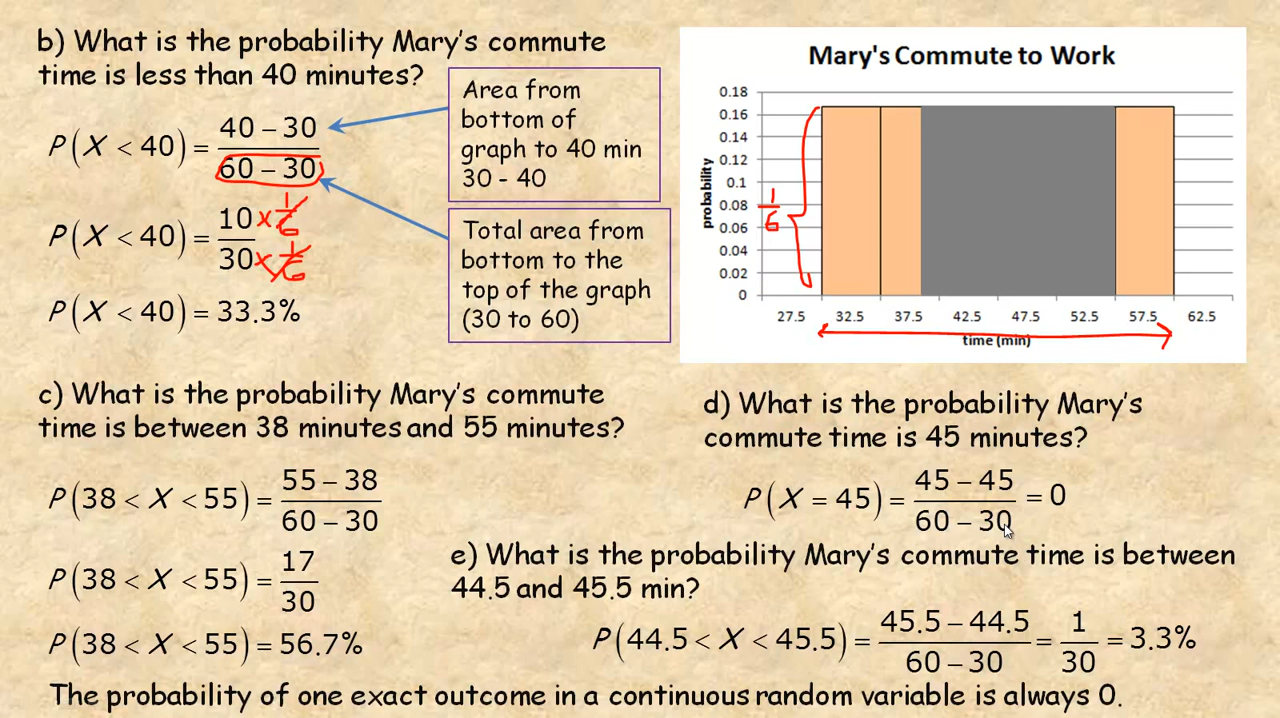 b) What is the probability Mary's commute
time is less than 40 minutes?
P(X < 40) = (40 – 30)/(60 – 30)
P(X < 40) = 10/30 × 1/6 × 1/6
P(X < 40) = 33.3%
Area from
bottom of
graph to 40 min
30 - 40
Total area from
bottom to the
top of the graph
(30 to 60)
Mary's Commute to Work
probability
0.18
0.16
0.14
0.12
0.1
0.08
0.06
0.04
0.02
0
1/6
27.5 32.5 37.5 42.5 47.5 52.5 57.5 62.5
time (min)
c) What is the probability Mary's commute
time is between 38 minutes and 55 minutes?
P(38 < X < 55) = (55 – 38)/(60 – 30)
P(38 < X < 55) = 17/30
P(38 < X < 55) = 56.7%
d) What is the probability Mary's
commute time is 45 minutes?
P(X = 45) = (45 – 45)/(60 – 30) = 0
e) What is the probability Mary's commute time is between
44.5 and 45.5 min?
P(44.5 < X < 45.5) = (45.5 – 44.5)/(60 – 30) = 1/30 = 3.3%
The probability of one exact outcome in a continuous random variable is always 0.